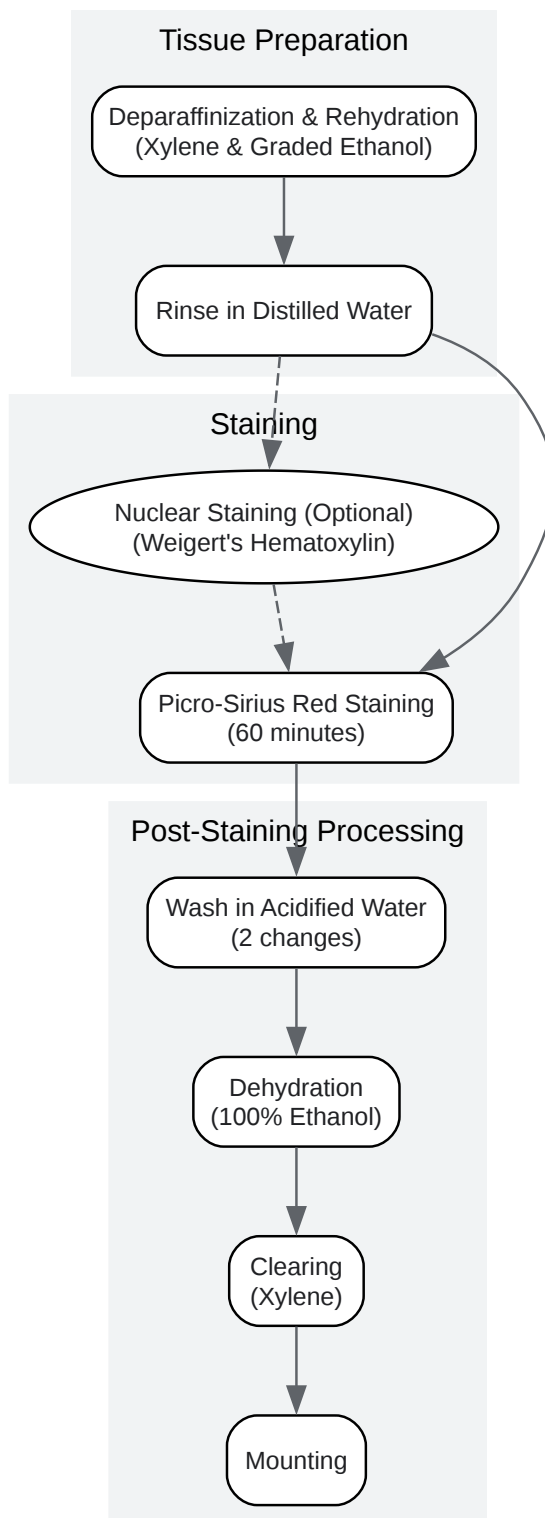 Tissue Preparation
Deparaffinization & Rehydration
(Xylene & Graded Ethanol)
Rinse in Distilled Water
Staining
Nuclear Staining (Optional)
(Weigert's Hematoxylin)
Picro-Sirius Red Staining
(60 minutes)
Post-Staining Processing
Wash in Acidified Water
(2 changes)
Dehydration
(100% Ethanol)
Clearing
(Xylene)
Mounting